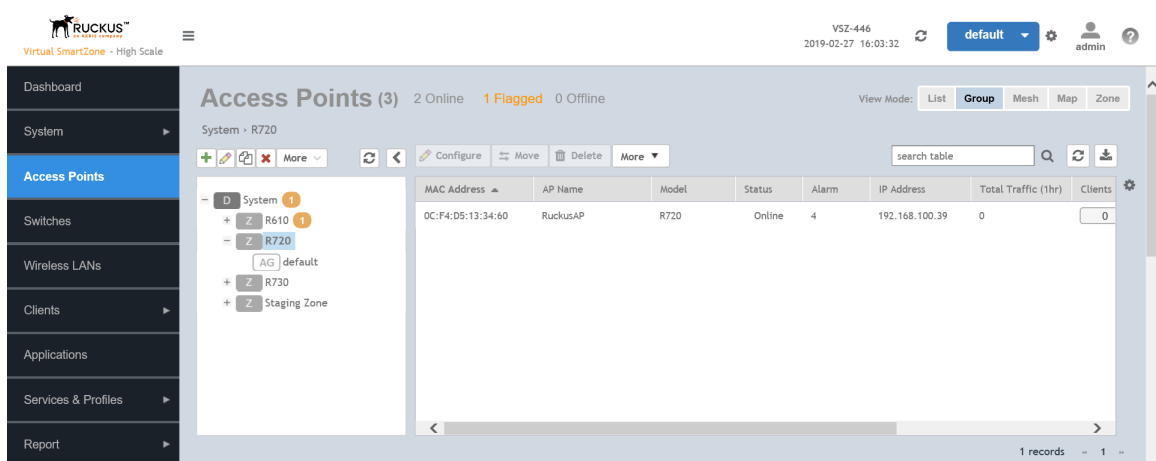 RUCKUS™
an ARRIS company
Virtual SmartZone - High Scale
VSZ-446
2019-02-27 16:03:32
default
admin
Dashboard
System
Access Points
Switches
Wireless LANs
Clients
Applications
Services & Profiles
Report
Access Points (3) 2 Online 1 Flagged 0 Offline
View Mode: List Group Mesh Map Zone
System › R720
More
Configure Move Delete More
search table
D System 1
Z R610 1
Z R720
AG default
Z R730
Z Staging Zone
MAC Address AP Name Model Status Alarm IP Address Total Traffic (1hr) Clients
0C:F4:D5:13:34:60 RuckusAP R720 Online 4 192.168.100.39 0 0
1 records « 1 »